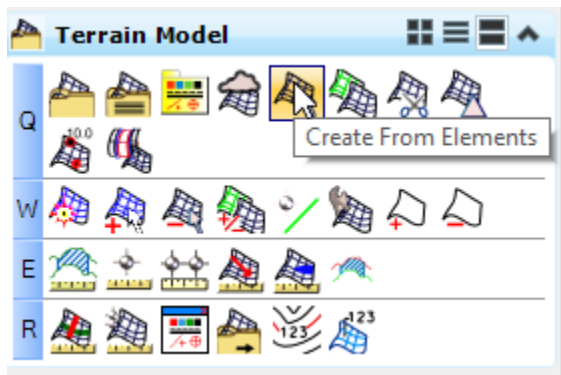 Terrain Model
Q
10.0
Create From Elements
W
E
R
123
123